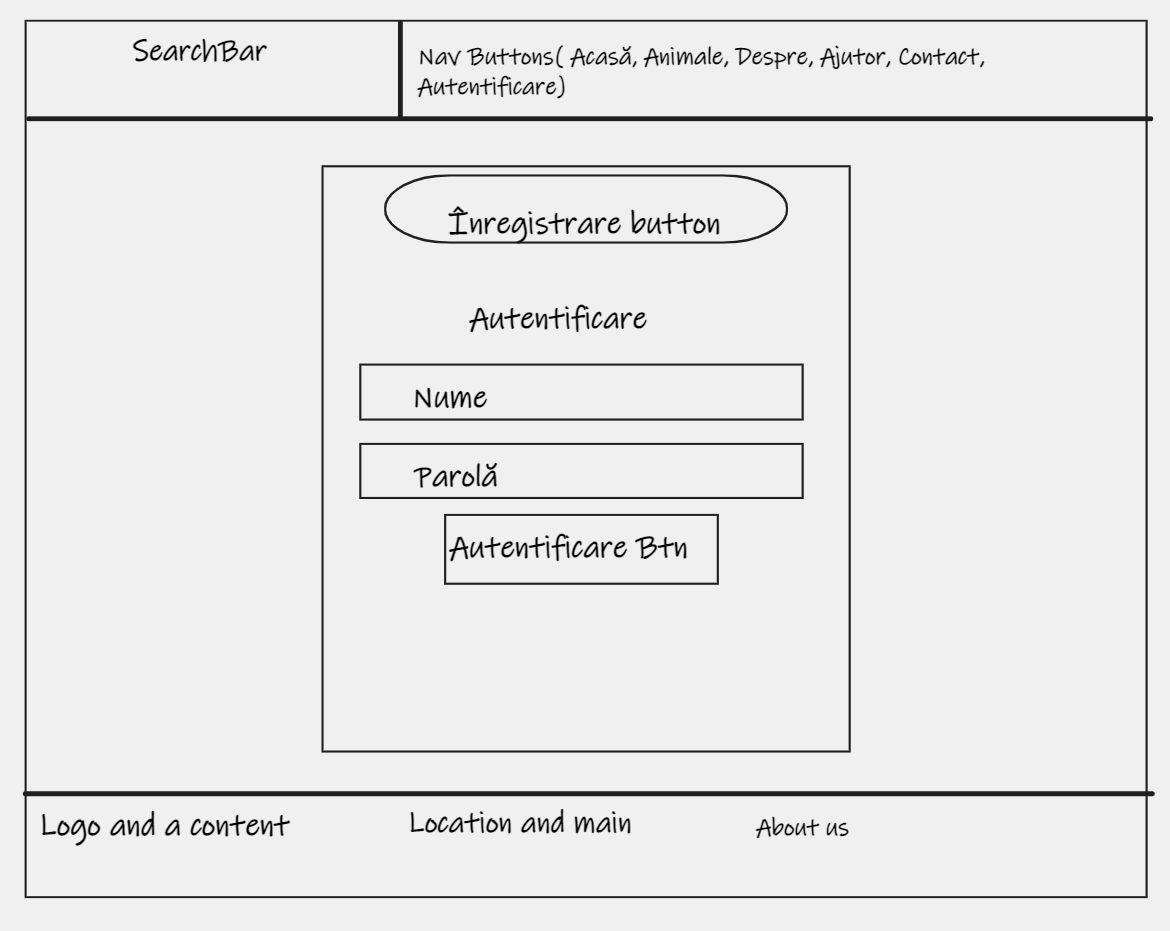 SearchBar
Nav Buttons( Acasă, Animale, Despre, Ajutor, Contact,
Autentificare)
Înregistrare button
Autentificare
Nume
Parolă
Autentificare Btn
Logo and a content
Location and main
About us